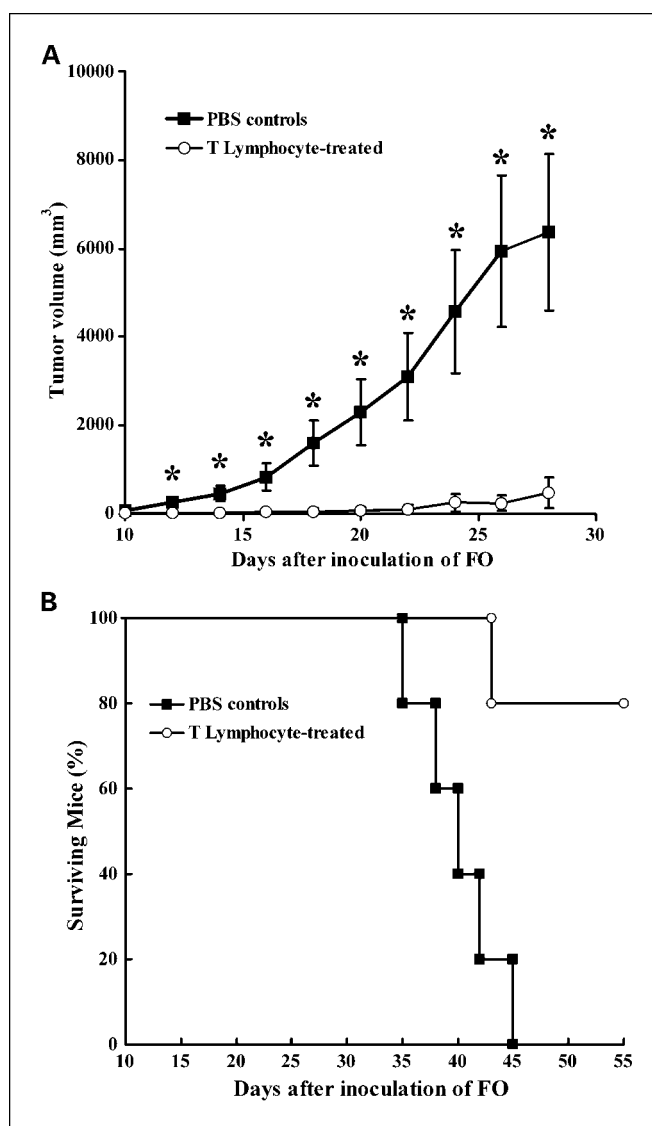 A
10000
8000
6000
4000
2000
0
Tumor volume (mm³)
PBS controls
T Lymphocyte-treated
* * * * * * * * *
10 15 20 25 30
Days after inoculation of FO
B
100
80
60
40
20
0
Surviving Mice (%)
PBS controls
T Lymphocyte-treated
10 15 20 25 30 35 40 45 50 55
Days after inoculation of FO